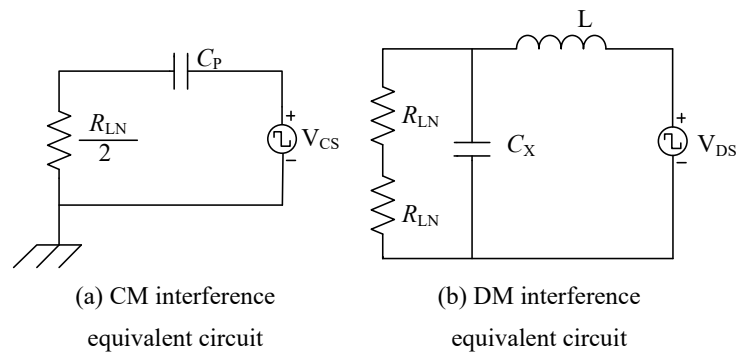 C_P
R_LN
2
+
V_CS
−
L
R_LN
R_LN
C_X
+
V_DS
−
(a) CM interference
equivalent circuit
(b) DM interference
equivalent circuit